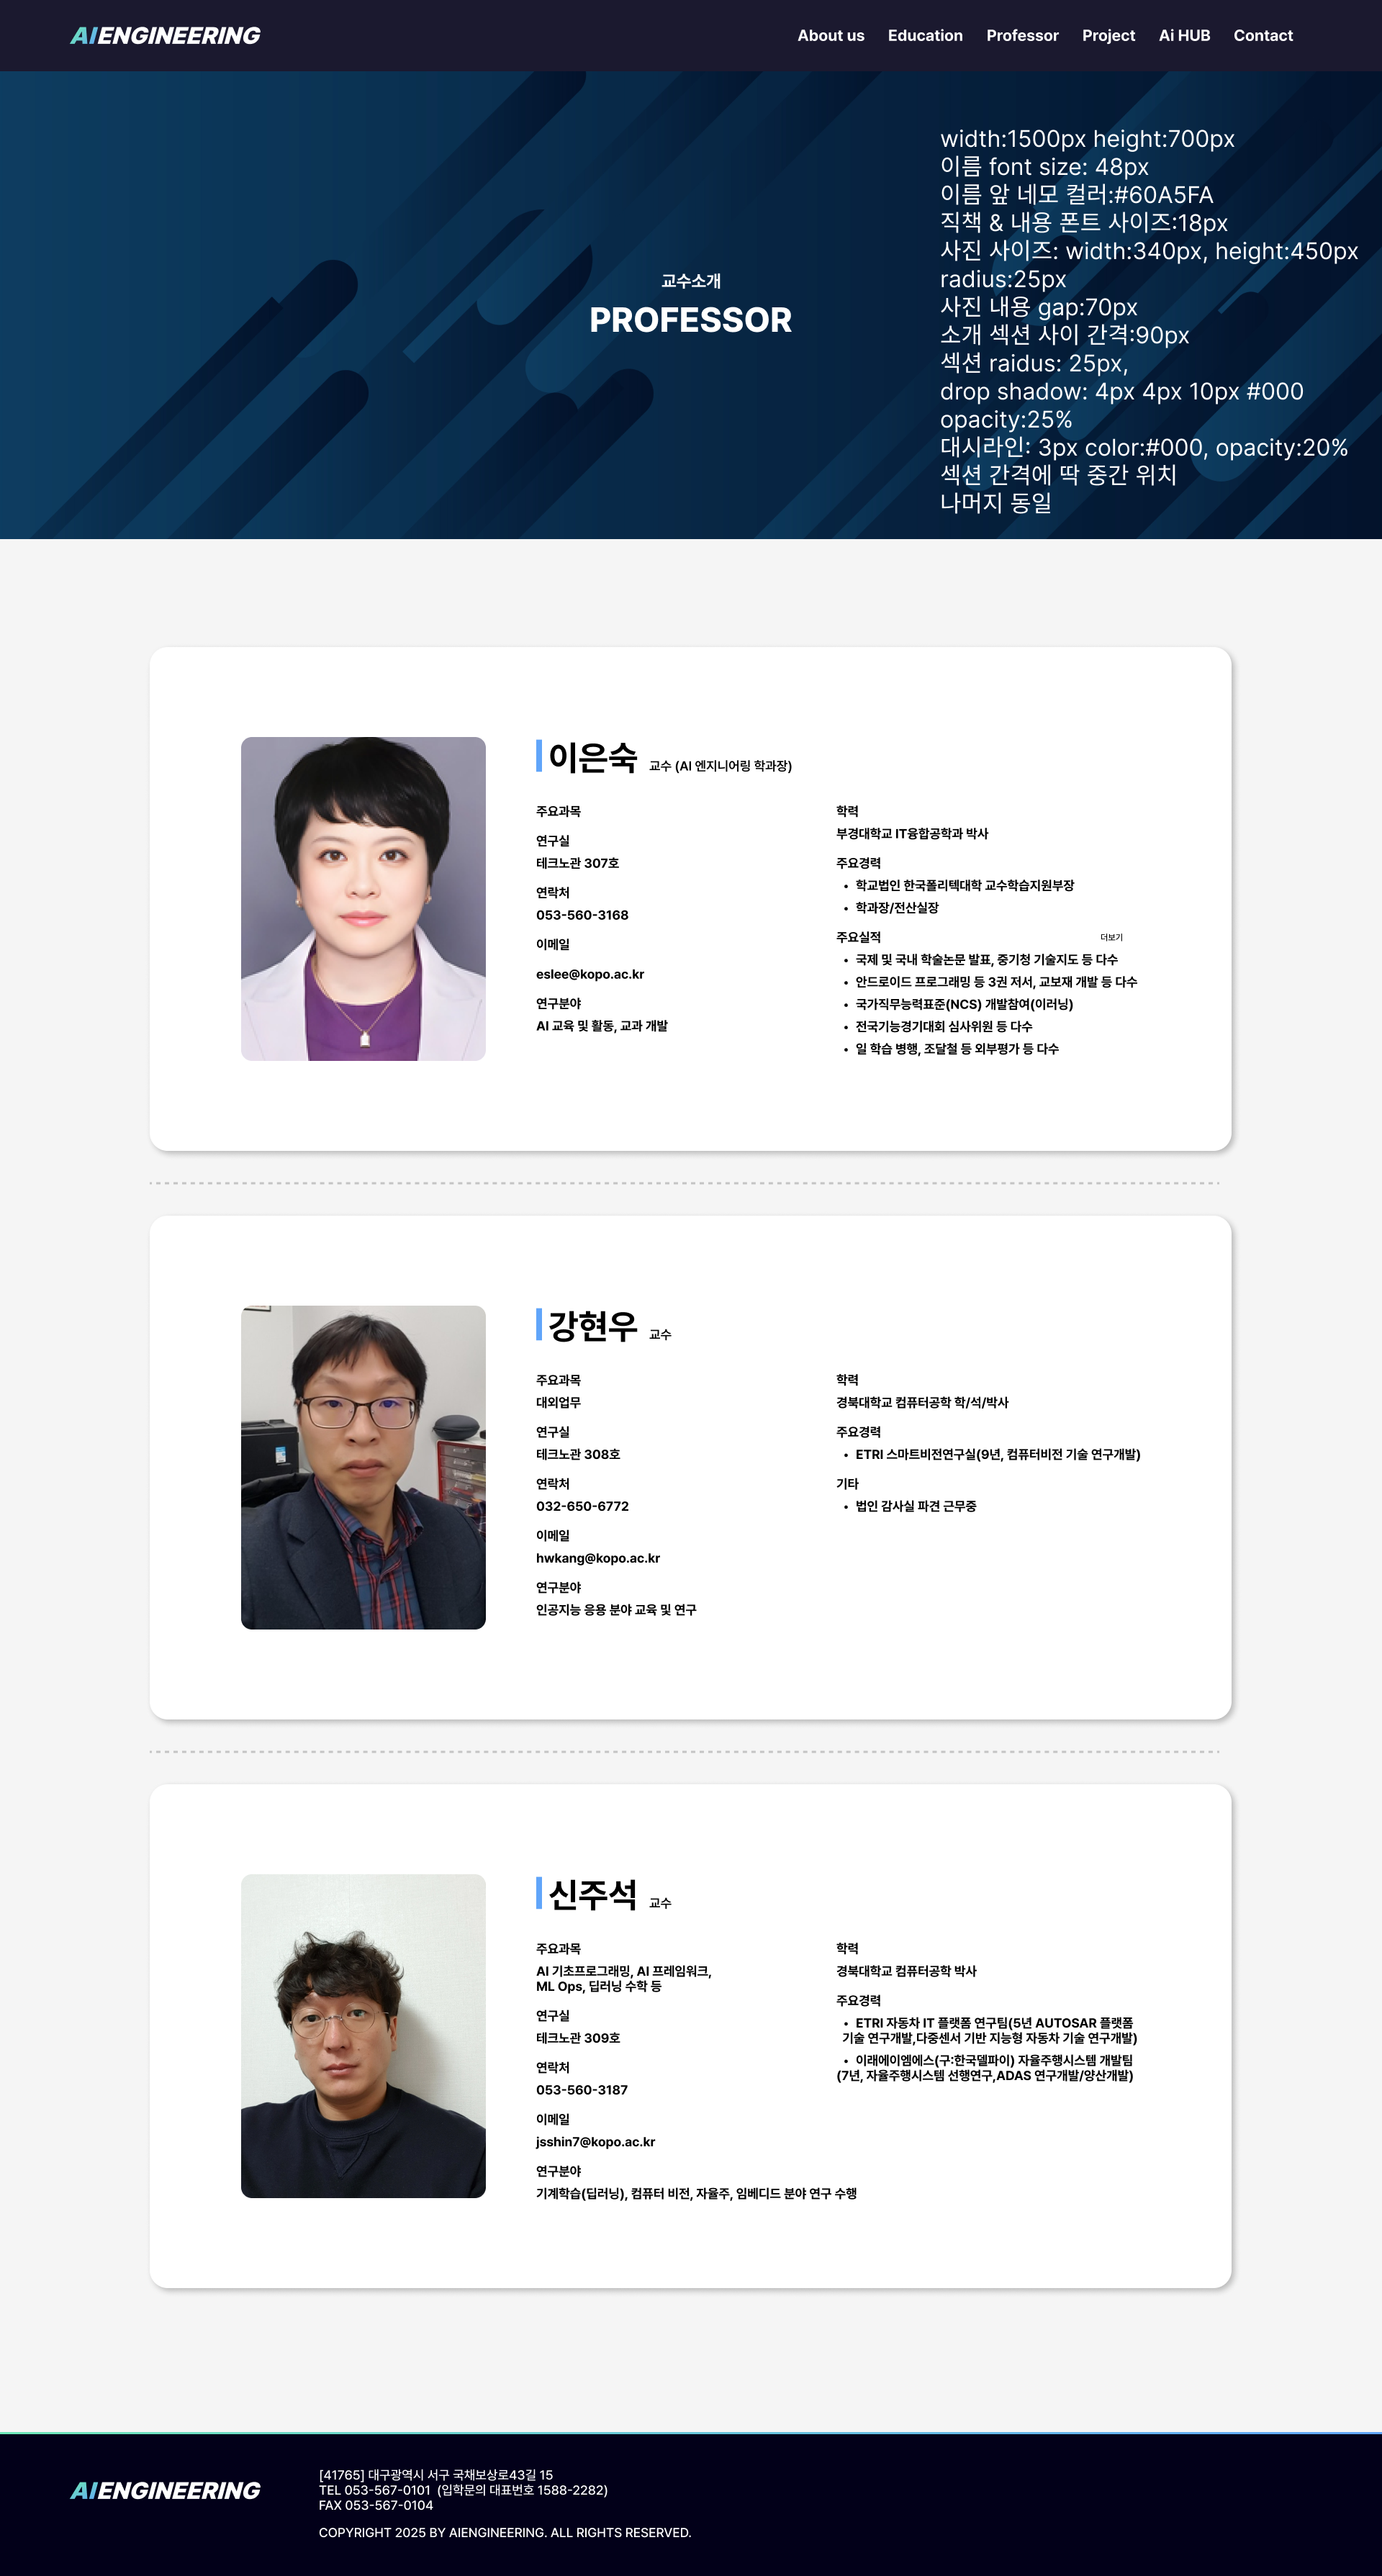 AIENGINEERING
About us Education Professor Project Ai HUB Contact
width:1500px height:700px
이름 font size: 48px
이름 앞 네모 컬러:#60A5FA
직책 & 내용 폰트 사이즈:18px
사진 사이즈: width:340px, height:450px
radius:25px
사진 내용 gap:70px
소개 섹션 사이 간격:90px
섹션 raidus: 25px,
drop shadow: 4px 4px 10px #000
opacity:25%
대시라인: 3px color:#000, opacity:20%
섹션 간격에 딱 중간 위치
나머지 동일
교수소개
PROFESSOR
이은숙 교수 (AI 엔지니어링 학과장)
주요과목
연구실
테크노관 307호
연락처
053-560-3168
이메일
eslee@kopo.ac.kr
연구분야
AI 교육 및 활동, 교과 개발
학력
부경대학교 IT융합공학과 박사
주요경력
• 학교법인 한국폴리텍대학 교수학습지원부장
• 학과장/전산실장
주요실적 더보기
• 국제 및 국내 학술논문 발표, 중기청 기술지도 등 다수
• 안드로이드 프로그래밍 등 3권 저서, 교보재 개발 등 다수
• 국가직무능력표준(NCS) 개발참여(이러닝)
• 전국기능경기대회 심사위원 등 다수
• 일 학습 병행, 조달철 등 외부평가 등 다수
강현우 교수
주요과목
대외업무
연구실
테크노관 308호
연락처
032-650-6772
이메일
hwkang@kopo.ac.kr
연구분야
인공지능 응용 분야 교육 및 연구
학력
경북대학교 컴퓨터공학 학/석/박사
주요경력
• ETRI 스마트비전연구실(9년, 컴퓨터비전 기술 연구개발)
기타
• 법인 감사실 파견 근무중
신주석 교수
주요과목
AI 기초프로그래밍, AI 프레임워크,
ML Ops, 딥러닝 수학 등
연구실
테크노관 309호
연락처
053-560-3187
이메일
jsshin7@kopo.ac.kr
연구분야
기계학습(딥러닝), 컴퓨터 비전, 자율주, 임베디드 분야 연구 수행
학력
경북대학교 컴퓨터공학 박사
주요경력
• ETRI 자동차 IT 플랫폼 연구팀(5년 AUTOSAR 플랫폼
기술 연구개발,다중센서 기반 지능형 자동차 기술 연구개발)
• 이래에이엠에스(구:한국델파이) 자율주행시스템 개발팀
(7년, 자율주행시스템 선행연구,ADAS 연구개발/양산개발)
AIENGINEERING
[41765] 대구광역시 서구 국채보상로43길 15
TEL 053-567-0101 (입학문의 대표번호 1588-2282)
FAX 053-567-0104
COPYRIGHT 2025 BY AIENGINEERING. ALL RIGHTS RESERVED.